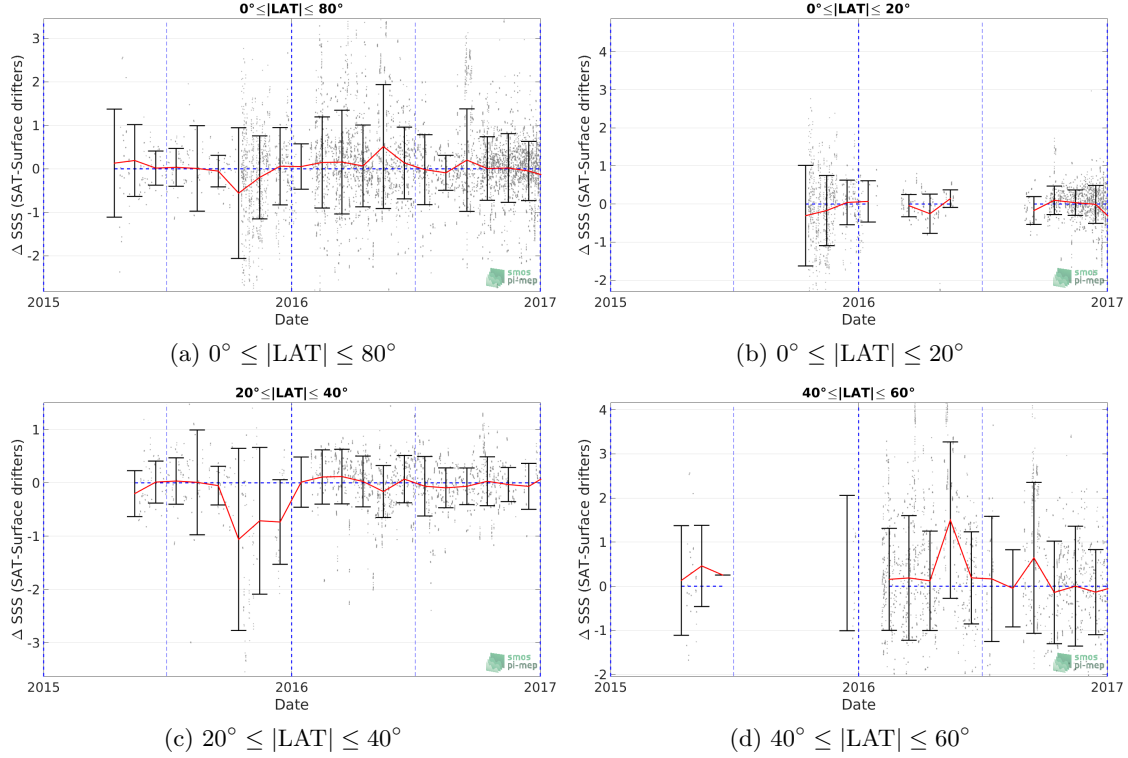 0°≤|LAT|≤ 80°
Δ SSS (SAT-Surface drifters)
3
2
1
0
-1
-2
2015
2016
2017
Date
smos
pi-mep
(a) 0° ≤ |LAT| ≤ 80°
0°≤|LAT|≤ 20°
Δ SSS (SAT-Surface drifters)
4
3
2
1
0
-1
-2
2015
2016
2017
Date
smos
pi-mep
(b) 0° ≤ |LAT| ≤ 20°
20°≤|LAT|≤ 40°
Δ SSS (SAT-Surface drifters)
1
0
-1
-2
-3
2015
2016
2017
Date
smos
pi-mep
(c) 20° ≤ |LAT| ≤ 40°
40°≤|LAT|≤ 60°
Δ SSS (SAT-Surface drifters)
4
3
2
1
0
-1
-2
2015
2016
2017
Date
smos
pi-mep
(d) 40° ≤ |LAT| ≤ 60°